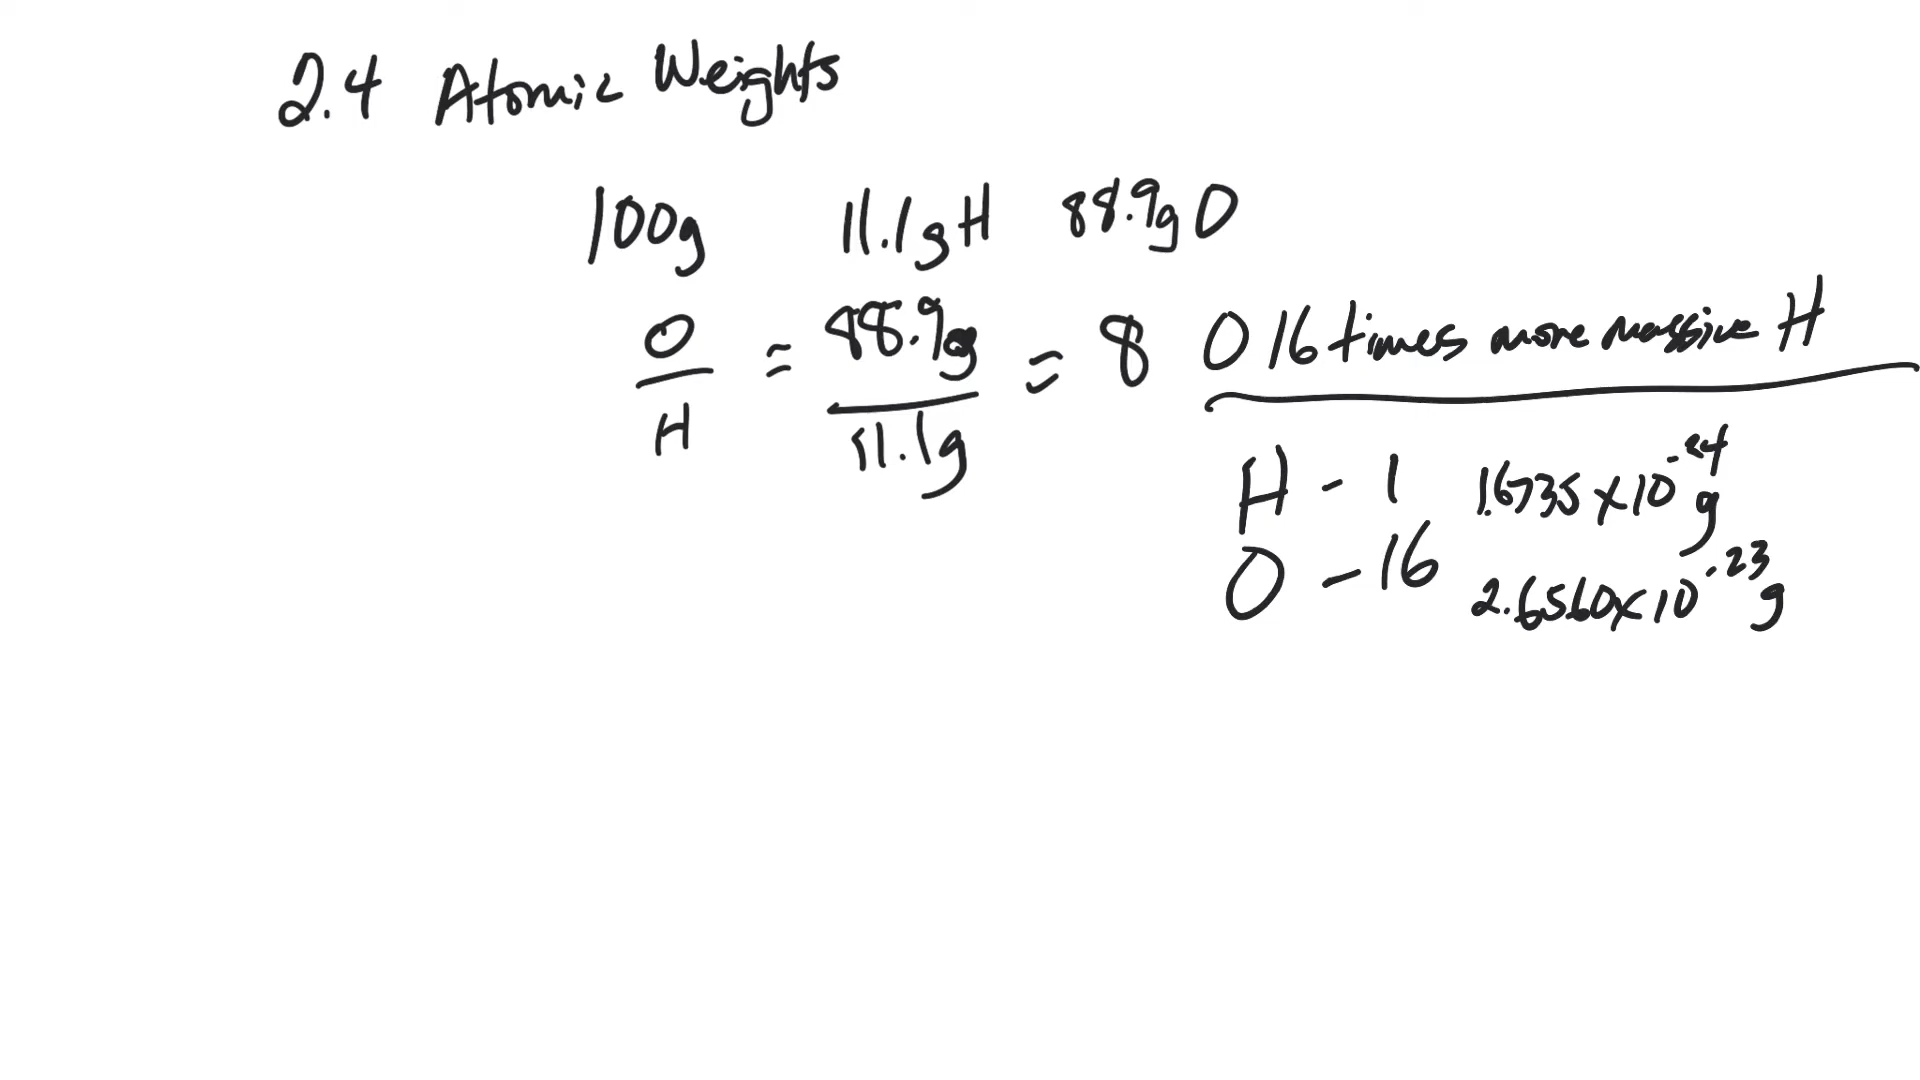 2.4 Atomic Weights
100g 11.1g H 88.9g O
O/H = 88.9g/11.1g = 8 O 16 times more massive H
H - 1 1.6735 x 10^-24 g
O - 16 2.6560 x 10^-23 g